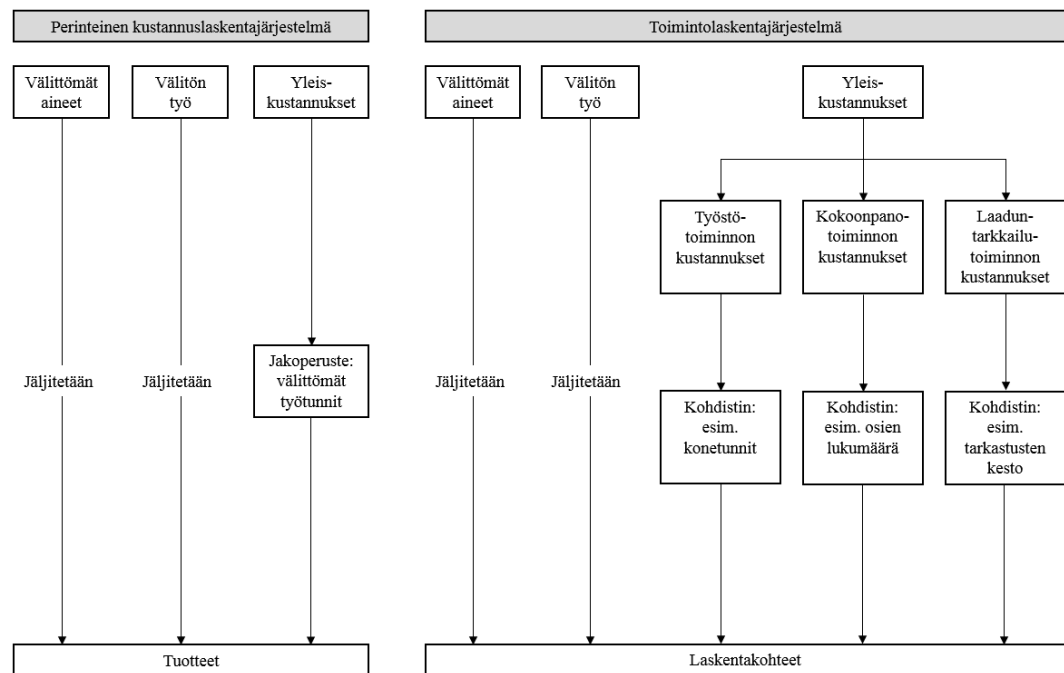 Perinteinen kustannuslaskentajärjestelmä
Välittömät
aineet
Välitön
työ
Yleis-
kustannukset
Jäljitetään
Jäljitetään
Jakoperuste:
välittömät
työtunnit
Tuotteet
Toimintolaskentajärjestelmä
Välittömät
aineet
Välitön
työ
Yleis-
kustannukset
Työstö-
toiminnon
kustannukset
Kokoonpano-
toiminnon
kustannukset
Laadun-
tarkkailu-
toiminnon
kustannukset
Jäljitetään
Jäljitetään
Kohdistin:
esim.
konetunnit
Kohdistin:
esim. osien
lukumäärä
Kohdistin:
esim.
tarkastusten
kesto
Laskentakohteet